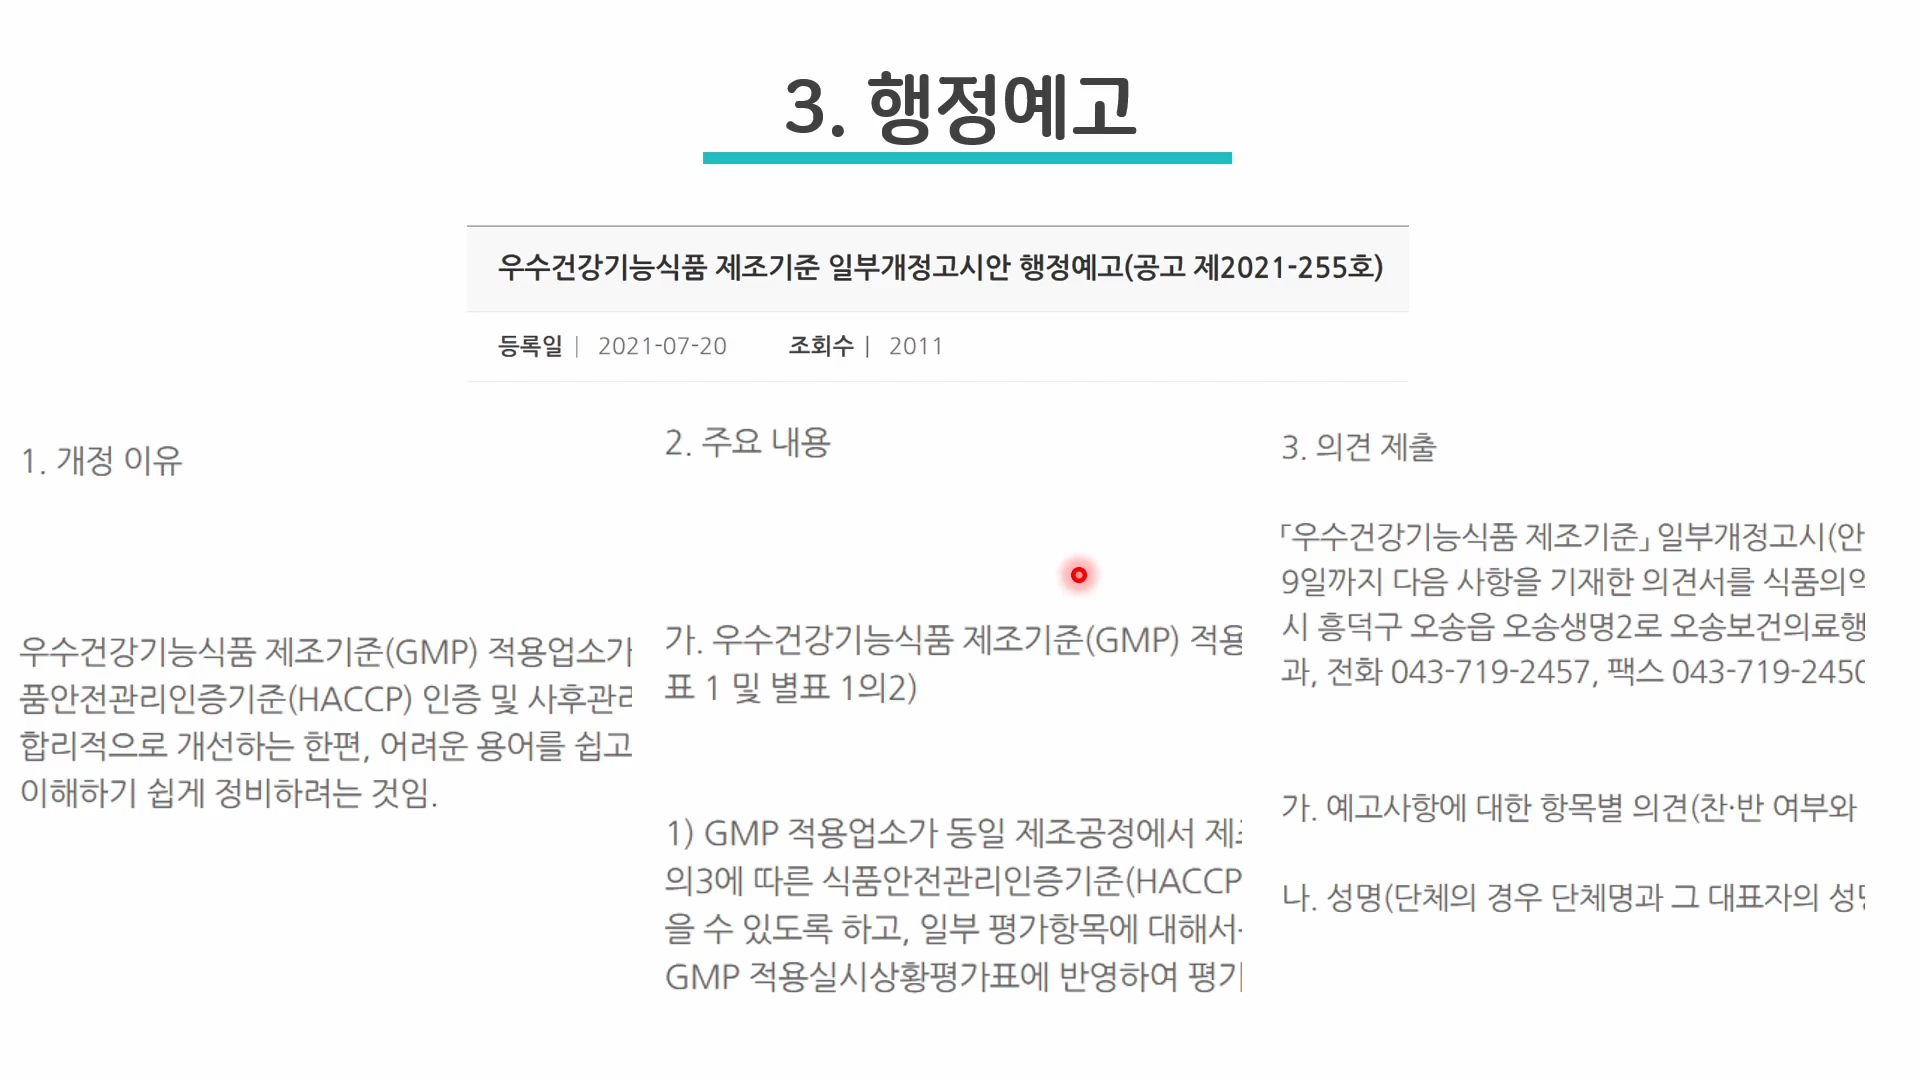 3. 행정예고
우수건강기능식품 제조기준 일부개정고시안 행정예고(공고 제2021-255호)
등록일 | 2021-07-20 조회수 | 2011
1. 개정 이유
우수건강기능식품 제조기준(GMP) 적용업소가
품안전관리인증기준(HACCP) 인증 및 사후관리
합리적으로 개선하는 한편, 어려운 용어를 쉽고
이해하기 쉽게 정비하려는 것임.
2. 주요 내용
가. 우수건강기능식품 제조기준(GMP) 적용
표 1 및 별표 1의2)
1) GMP 적용업소가 동일 제조공정에서
의3에 따른 식품안전관리인증기준(HACCP
을 수 있도록 하고, 일부 평가항목에 대해서
GMP 적용실시상황평가표에 반영하여 평가
3. 의견 제출
「우수건강기능식품 제조기준」 일부개정고시(안
9일까지 다음 사항을 기재한 의견서를
시 흥덕구 오송읍 오송생명2로 오송보건의료행
과, 전화 043-719-2457, 팩스 043-719-2450
가. 예고사항에 대한 항목별 의견(찬·반 여부와
나. 성명(단체의 경우 단체명과 그 대표자의